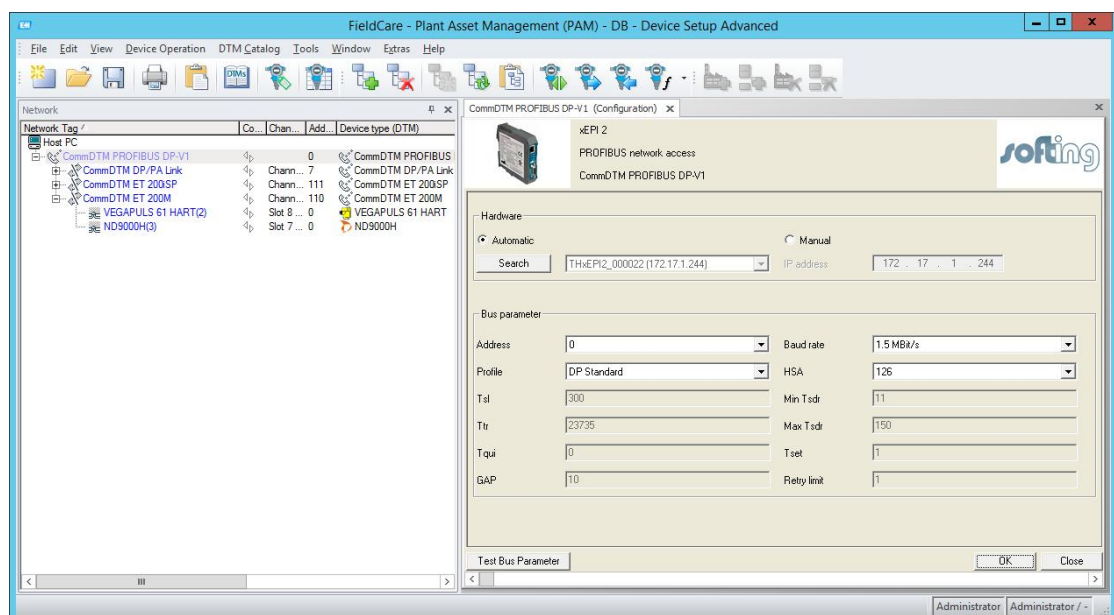 FieldCare - Plant Asset Management (PAM) - DB - Device Setup Advanced
File Edit View Device Operation DTM Catalog Tools Window Extras Help
DTMs
Network
CommDTM PROFIBUS DP-V1 (Configuration)
Network Tag Co... Chan... Add... Device type (DTM)
Host PC
CommDTM PROFIBUS DP-V1 0 CommDTM PROFIBUS
CommDTM DP/PA Link Chann... 7 CommDTM DP/PA Link
CommDTM ET 200iSP Chann... 111 CommDTM ET 200iSP
CommDTM ET 200M Chann... 110 CommDTM ET 200M
VEGAPULS 61 HART(2) Slot 8 ... 0 VEGAPULS 61 HART
ND9000H(3) Slot 7 ... 0 ND9000H
xEPI 2
PROFIBUS network access
CommDTM PROFIBUS DP-V1
softing
Hardware
Automatic Manual
Search THxEPI2_000022 (172.17.1.244) IP address 172 . 17 . 1 . 244
Bus parameter
Address 0 Baud rate 1.5 MBit/s
Profile DP Standard HSA 126
Tsl 300 Min Tsdr 11
Ttr 23735 Max Tsdr 150
Tqui 0 Tset 1
GAP 10 Retry limit 1
Test Bus Parameter OK Close
Administrator Administrator / -